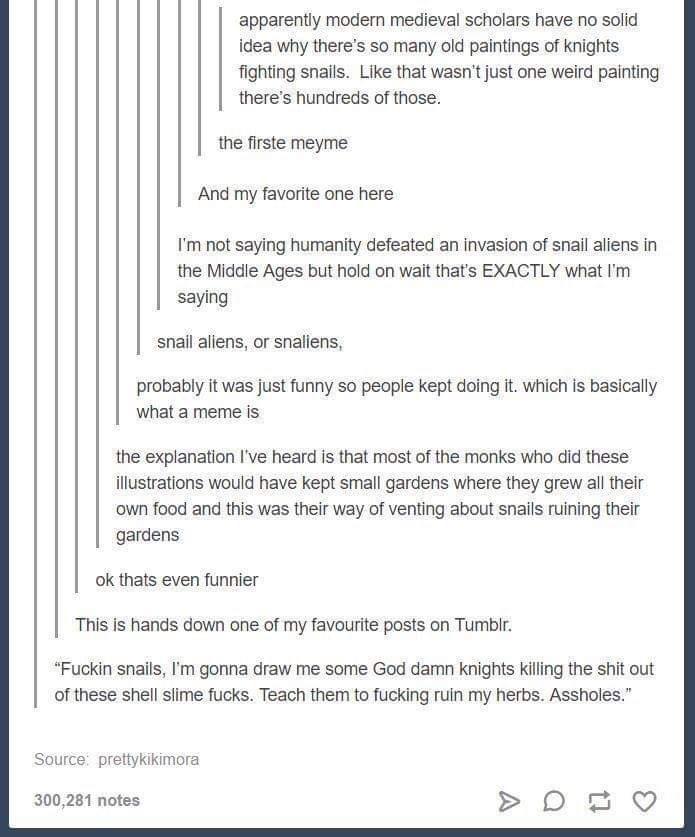 apparently modern medieval scholars have no solid
idea why there's so many old paintings of knights
fighting snails.  Like that wasn't just one weird painting
there's hundreds of those.
the firste meyme
And my favorite one here
I'm not saying humanity defeated an invasion of snail aliens in
the Middle Ages but hold on wait that's EXACTLY what I'm
saying
snail aliens, or snaliens,
probably it was just funny so people kept doing it. which is basically
what a meme is
the explanation I've heard is that most of the monks who did these
illustrations would have kept small gardens where they grew all their
own food and this was their way of venting about snails ruining their
gardens
ok thats even funnier
This is hands down one of my favourite posts on Tumblr.
“Fuckin snails, I'm gonna draw me some God damn knights killing the shit out
of these shell slime fucks. Teach them to fucking ruin my herbs. Assholes.”
Source:  prettykikimora
300,281 notes